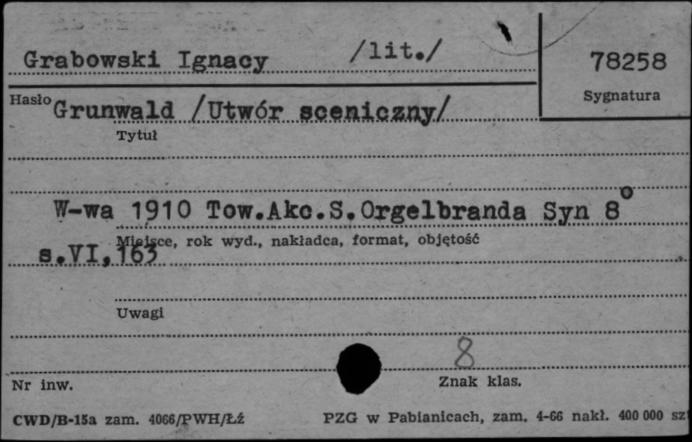 Grabowski Ignacy /lit./ 78258
Hasło Sygnatura
Grunwald /Utwór sceniczny/
Tytuł
W-wa 1910 Tow.Akc.S.Orgelbranda Syn 8°
Miejsce, rok wyd., nakładca, format, objętość
s.VI,163
Uwagi
8
Nr inw. Znak klas.
CWD/B-15a zam. 4066/PWH/Łź PZG w Pabianicach, zam. 4-66 nakł. 400 000 szt